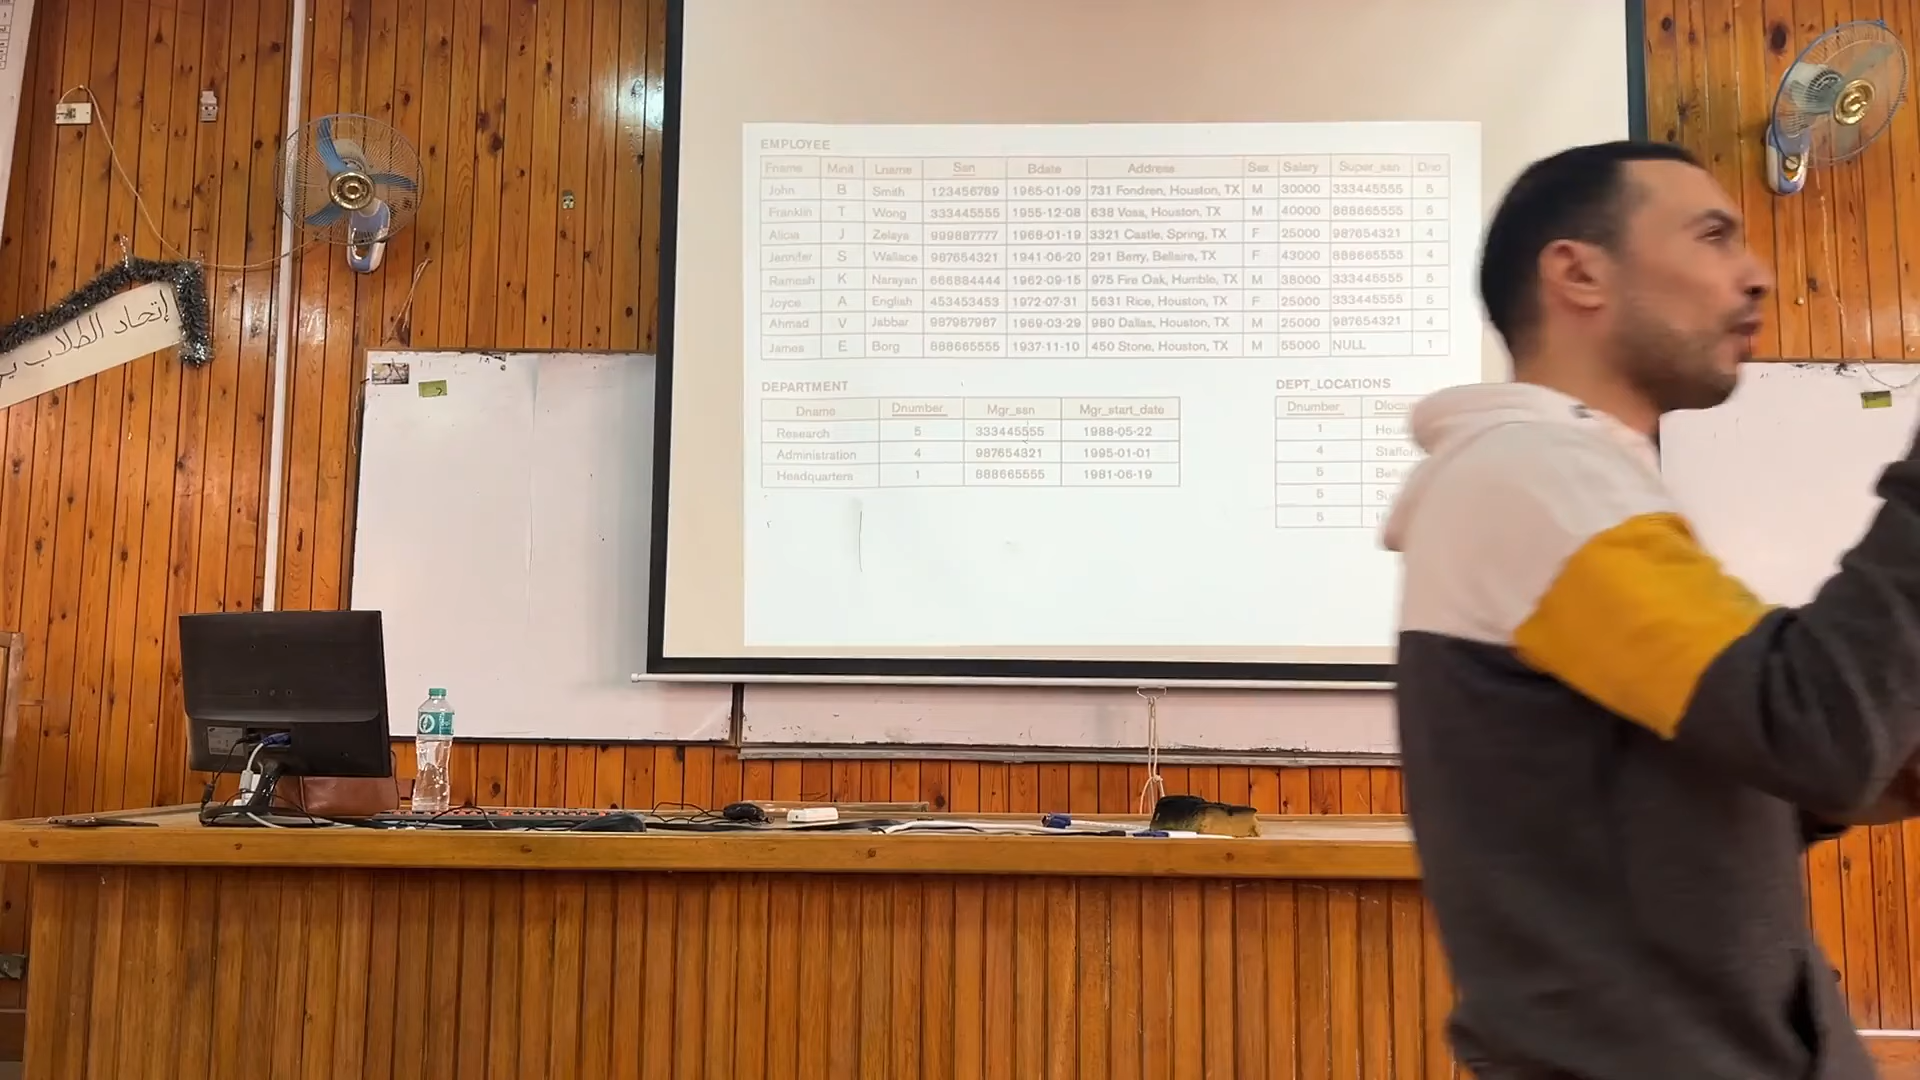 إتحاد الطلاب ير
EMPLOYEE
Fname Minit Lname Ssn Bdate Address Sex Salary Super_ssn Dno
John B Smith 123456789 1965-01-09 731 Fondren, Houston, TX M 30000 333445555 5
Franklin T Wong 333445555 1955-12-08 638 Voss, Houston, TX M 40000 888665555 5
Alicia J Zelaya 999887777 1968-01-19 3321 Castle, Spring, TX F 25000 987654321 4
Jennifer S Wallace 987654321 1941-06-20 291 Berry, Bellaire, TX F 43000 888665555 4
Ramesh K Narayan 666884444 1962-09-15 975 Fire Oak, Humble, TX M 38000 333445555 5
Joyce A English 453453453 1972-07-31 5631 Rice, Houston, TX F 25000 333445555 5
Ahmad V Jabbar 987987987 1969-03-29 980 Dallas, Houston, TX M 25000 987654321 4
James E Borg 888665555 1937-11-10 450 Stone, Houston, TX M 55000 NULL 1
DEPARTMENT
Dname Dnumber Mgr_ssn Mgr_start_date
Research 5 333445555 1988-05-22
Administration 4 987654321 1995-01-01
Headquarters 1 888665555 1981-06-19
DEPT_LOCATIONS
Dnumber Dloc
1 Hou
4 Staffor
5 Bell
5 Su
5 H